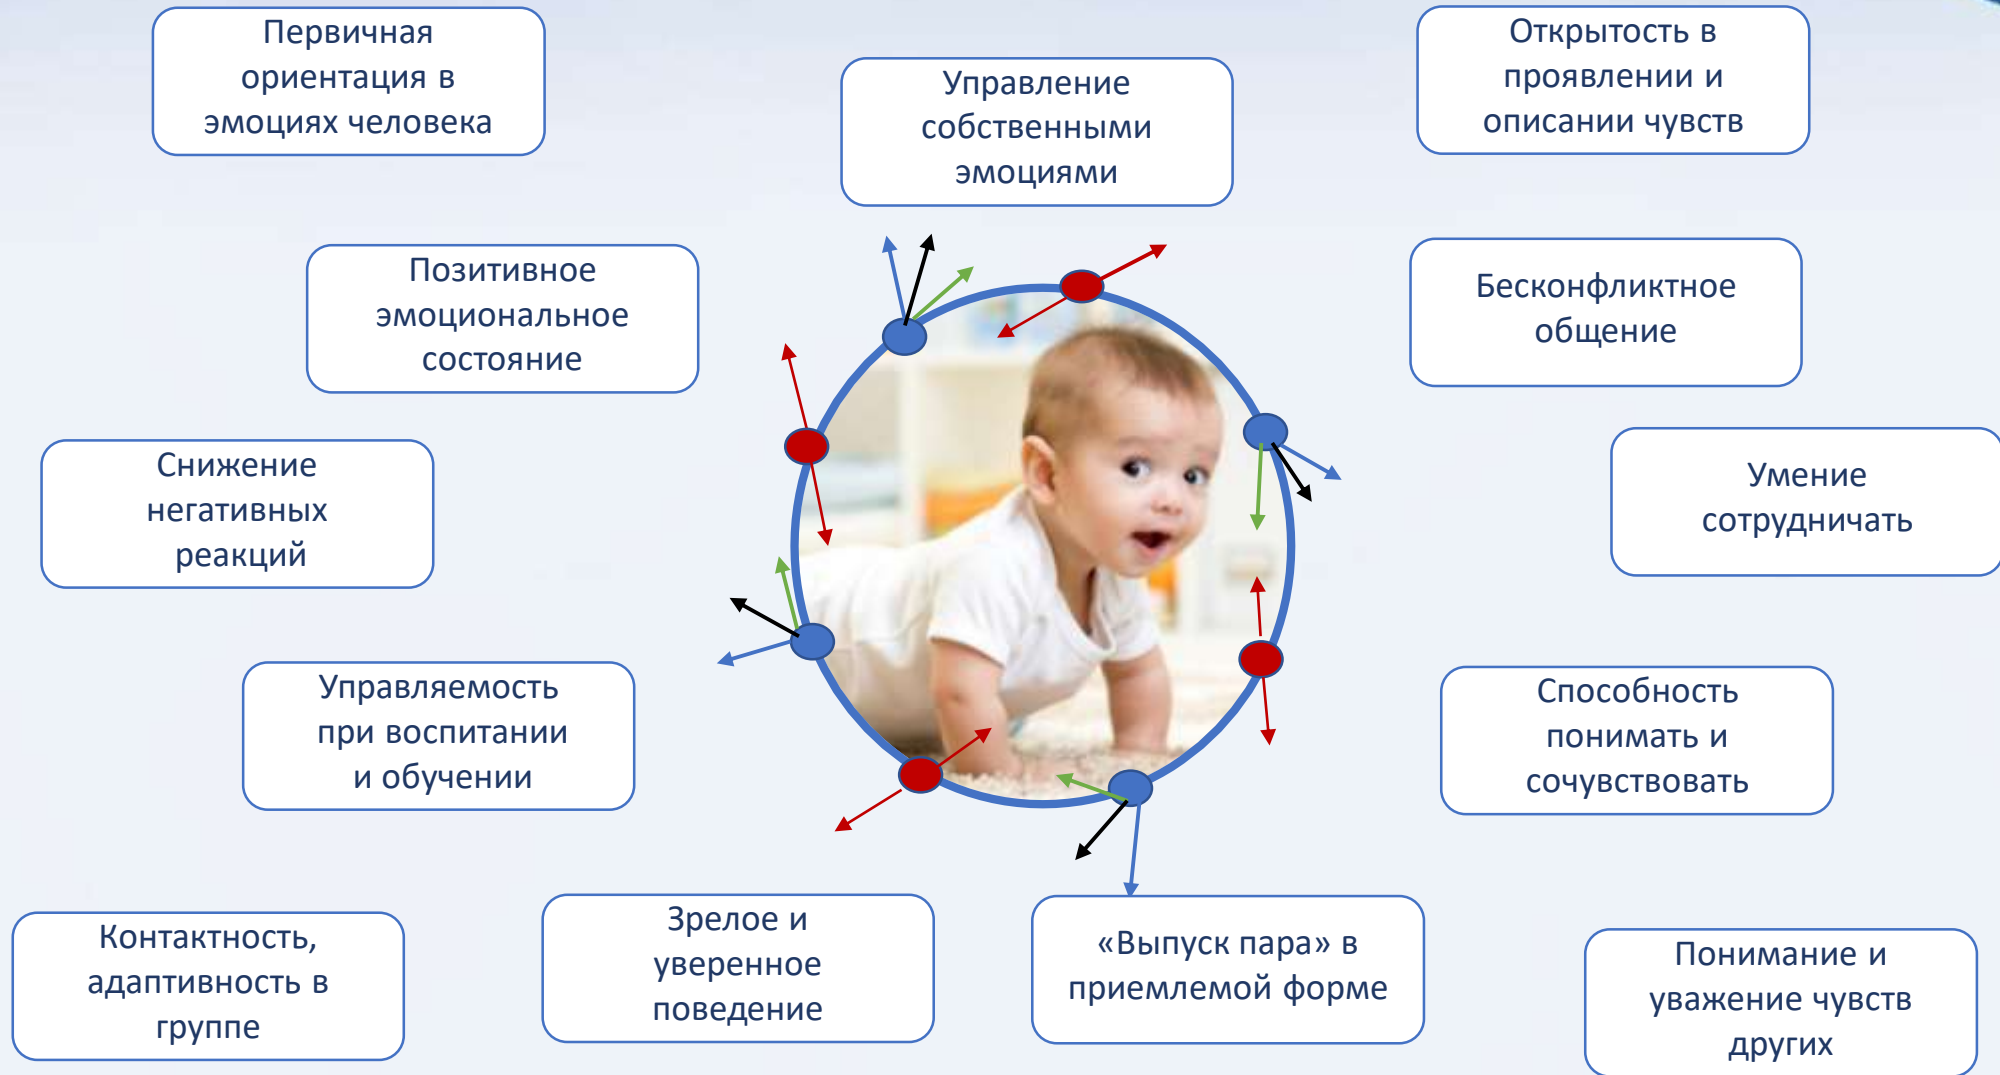 Первичная
ориентация в
эмоциях человека
Управление
собственными
эмоциями
Открытость в
проявлении и
описании чувств
Позитивное
эмоциональное
состояние
Бесконфликтное
общение
Снижение
негативных
реакций
Умение
сотрудничать
Управляемость
при воспитании
и обучении
Способность
понимать и
сочувствовать
Контактность,
адаптивность в
группе
Зрелое и
уверенное
поведение
«Выпуск пара» в
приемлемой форме
Понимание и
уважение чувств
других